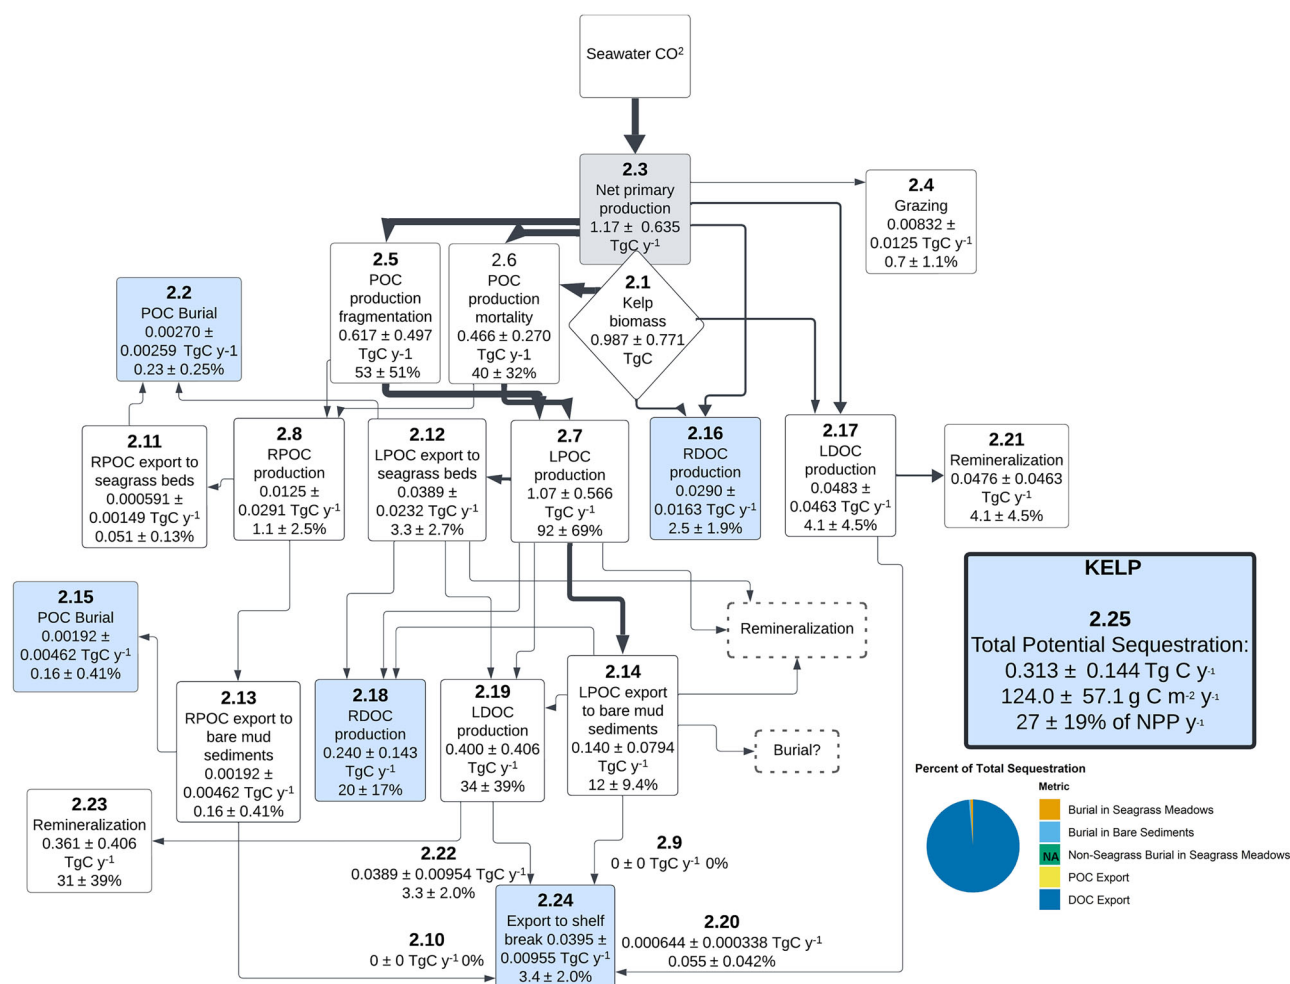 Seawater CO²
2.3
Net primary
production
1.17 ± 0.635
TgC y-1
2.4
Grazing
0.00832 ±
0.0125 TgC y-1
0.7 ± 1.1%
2.5
POC
production
fragmentation
0.617 ± 0.497
TgC y-1
53 ± 51%
2.6
POC
production
mortality
0.466 ± 0.270
TgC y-1
40 ± 32%
2.1
Kelp
biomass
0.987 ± 0.771
TgC
2.2
POC Burial
0.00270 ±
0.00259 TgC y-1
0.23 ± 0.25%
2.11
RPOC export to
seagrass beds
0.000591 ±
0.00149 TgC y-1
0.051 ± 0.13%
2.8
RPOC
production
0.0125 ±
0.0291 TgC y-1
1.1 ± 2.5%
2.12
LPOC export to
seagrass beds
0.0389 ±
0.0232 TgC y-1
3.3 ± 2.7%
2.7
LPOC
production
1.07 ± 0.566
TgC y-1
92 ± 69%
2.16
RDOC
production
0.0290 ±
0.0163 TgC y-1
2.5 ± 1.9%
2.17
LDOC
production
0.0483 ±
0.0463 TgC y-1
4.1 ± 4.5%
2.21
Remineralization
0.0476 ± 0.0463
TgC y-1
4.1 ± 4.5%
2.15
POC Burial
0.00192 ±
0.00462 TgC y-1
0.16 ± 0.41%
Remineralization
KELP
2.25
Total Potential Sequestration:
0.313 ± 0.144 Tg C y-1
124.0 ± 57.1 g C m-2 y-1
27 ± 19% of NPP y-1
2.13
RPOC export to
bare mud
sediments
0.00192 ±
0.00462 TgC y-1
0.16 ± 0.41%
2.18
RDOC
production
0.240 ± 0.143
TgC y-1
20 ± 17%
2.19
LDOC
production
0.400 ± 0.406
TgC y-1
34 ± 39%
2.14
LPOC export
to bare mud
sediments
0.140 ± 0.0794
TgC y-1
12 ± 9.4%
Burial?
2.23
Remineralization
0.361 ± 0.406
TgC y-1
31 ± 39%
2.22
0.0389 ± 0.00954 TgC y-1
3.3 ± 2.0%
2.9
0 ± 0 TgC y-1 0%
2.10
0 ± 0 TgC y-1 0%
2.24
Export to shelf
break 0.0395 ±
0.00955 TgC y-1
3.4 ± 2.0%
2.20
0.000644 ± 0.000338 TgC y-1
0.055 ± 0.042%
Percent of Total Sequestration
Metric
Burial in Seagrass Meadows
Burial in Bare Sediments
NA Non-Seagrass Burial in Seagrass Meadows
POC Export
DOC Export